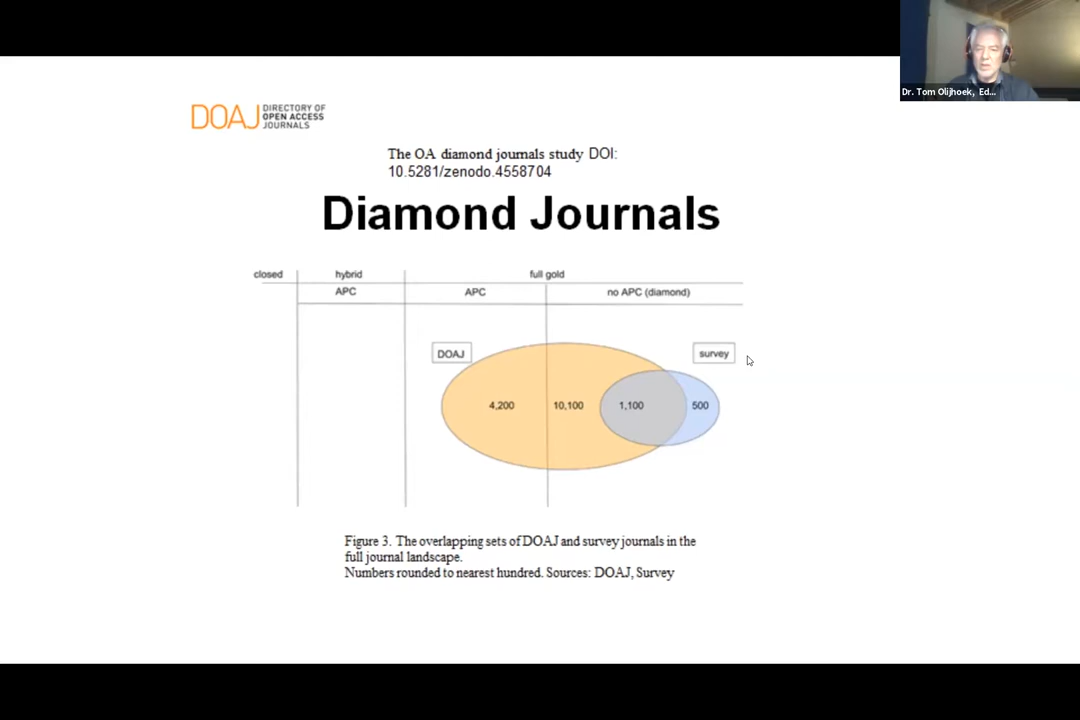 Dr. Tom Olijhoek, Ed...
DOAJ
DIRECTORY OF
OPEN ACCESS
JOURNALS
The OA diamond journals study DOI:
10.5281/zenodo.4558704
Diamond Journals
closed hybrid full gold
APC APC no APC (diamond)
DOAJ survey
4,200 10,100 1,100 500
Figure 3. The overlapping sets of DOAJ and survey journals in the
full journal landscape.
Numbers rounded to nearest hundred. Sources: DOAJ, Survey